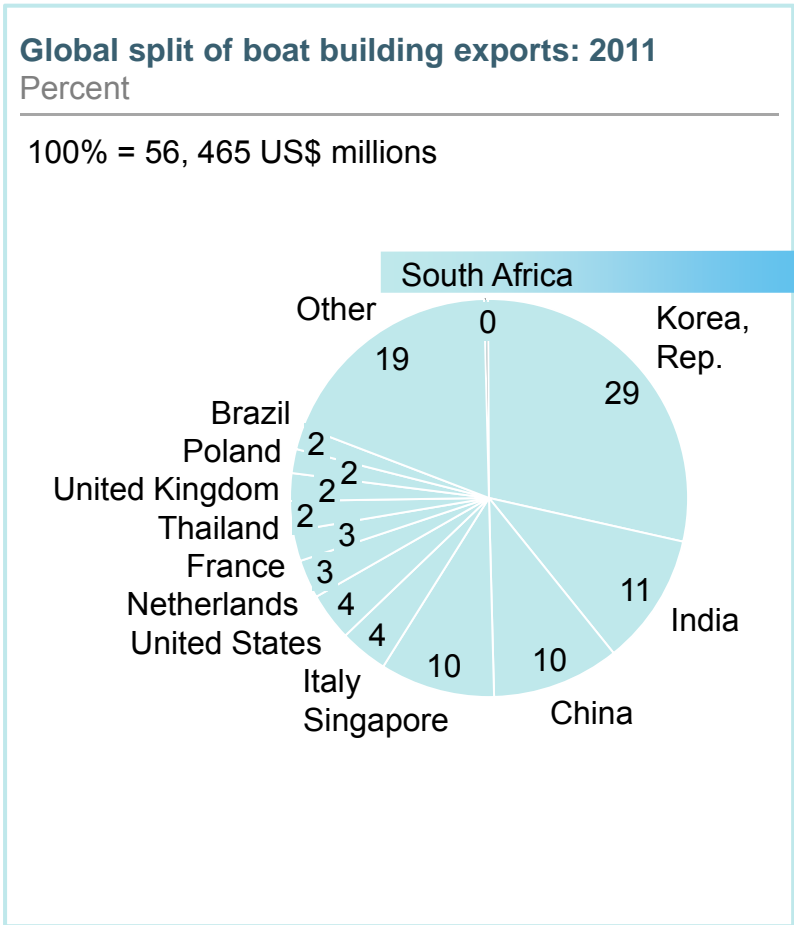 Global split of boat building exports: 2011
Percent
100% = 56, 465 US$ millions
South Africa
0
Korea,
Rep.
29
11
India
10
China
10
Singapore
4
Italy
4
United States
3
Netherlands
3
France
2
Thailand
2
United Kingdom
2
Poland
2
Brazil
19
Other